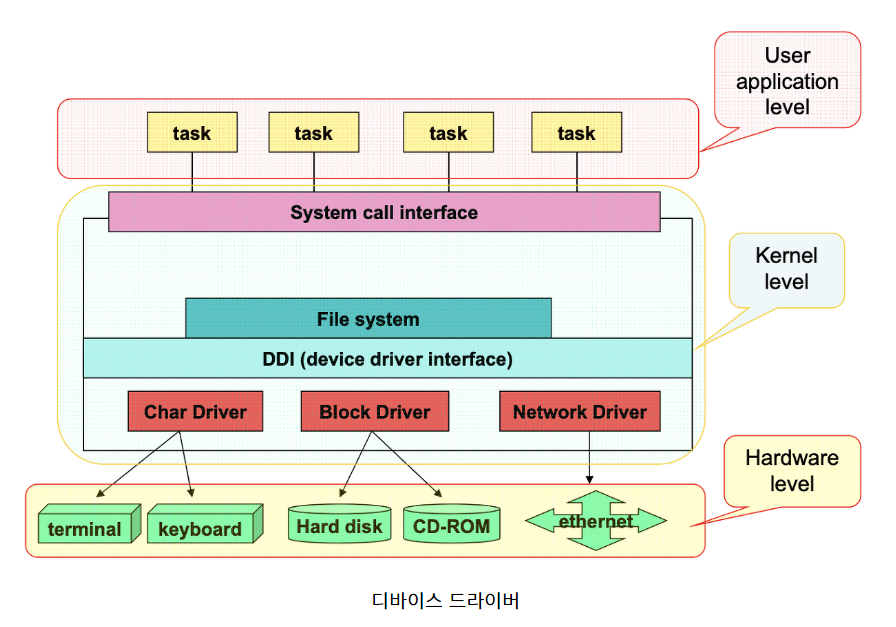 User
application
level
task task task task
System call interface
Kernel
level
File system
DDI (device driver interface)
Char Driver Block Driver Network Driver
Hardware
level
terminal keyboard Hard disk CD-ROM ethernet
디바이스 드라이버